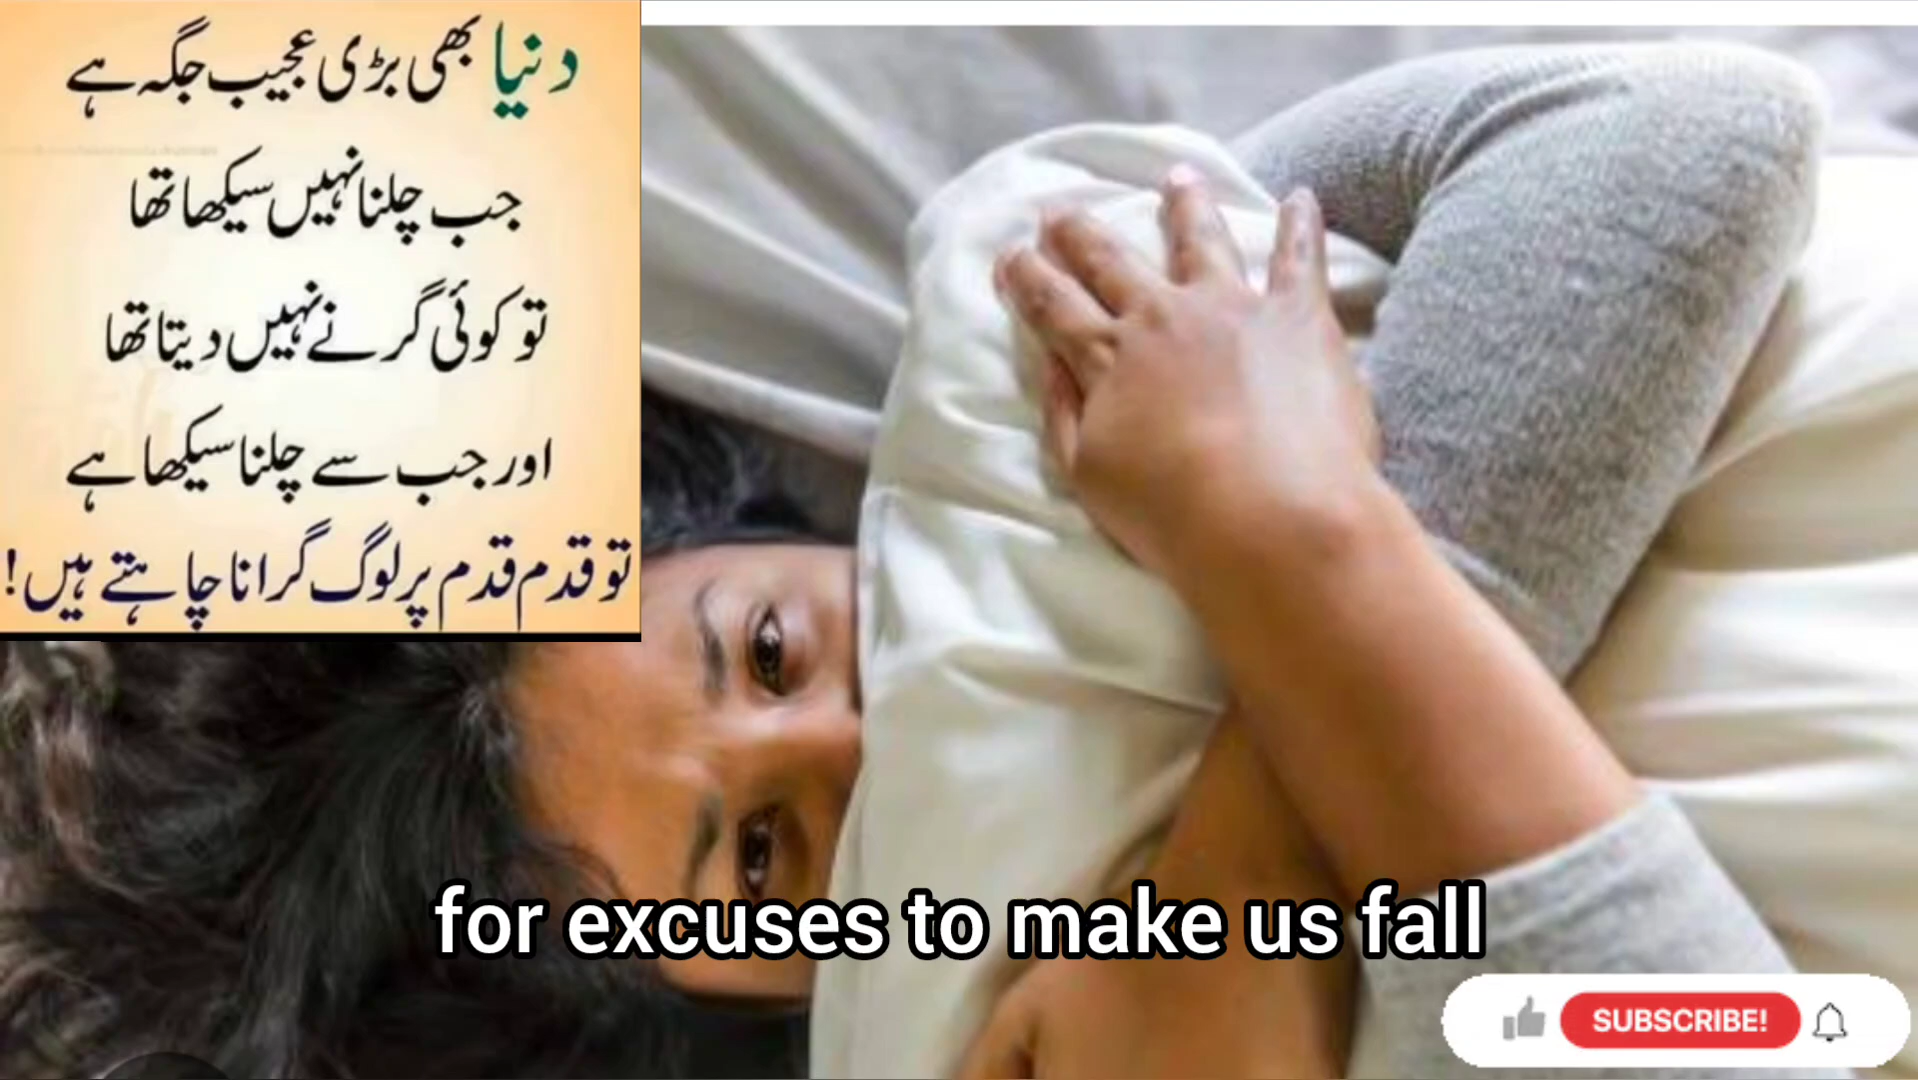 دنیا بھی بڑی عجیب جگہ ہے
جب چلنا نہیں سیکھا تھا
تو کوئی گرنے نہیں دیتا تھا
اور جب سے چلنا سیکھا ہے
تو قدم قدم پر لوگ گرانا چاہتے ہیں!
for excuses to make us fall
SUBSCRIBE!